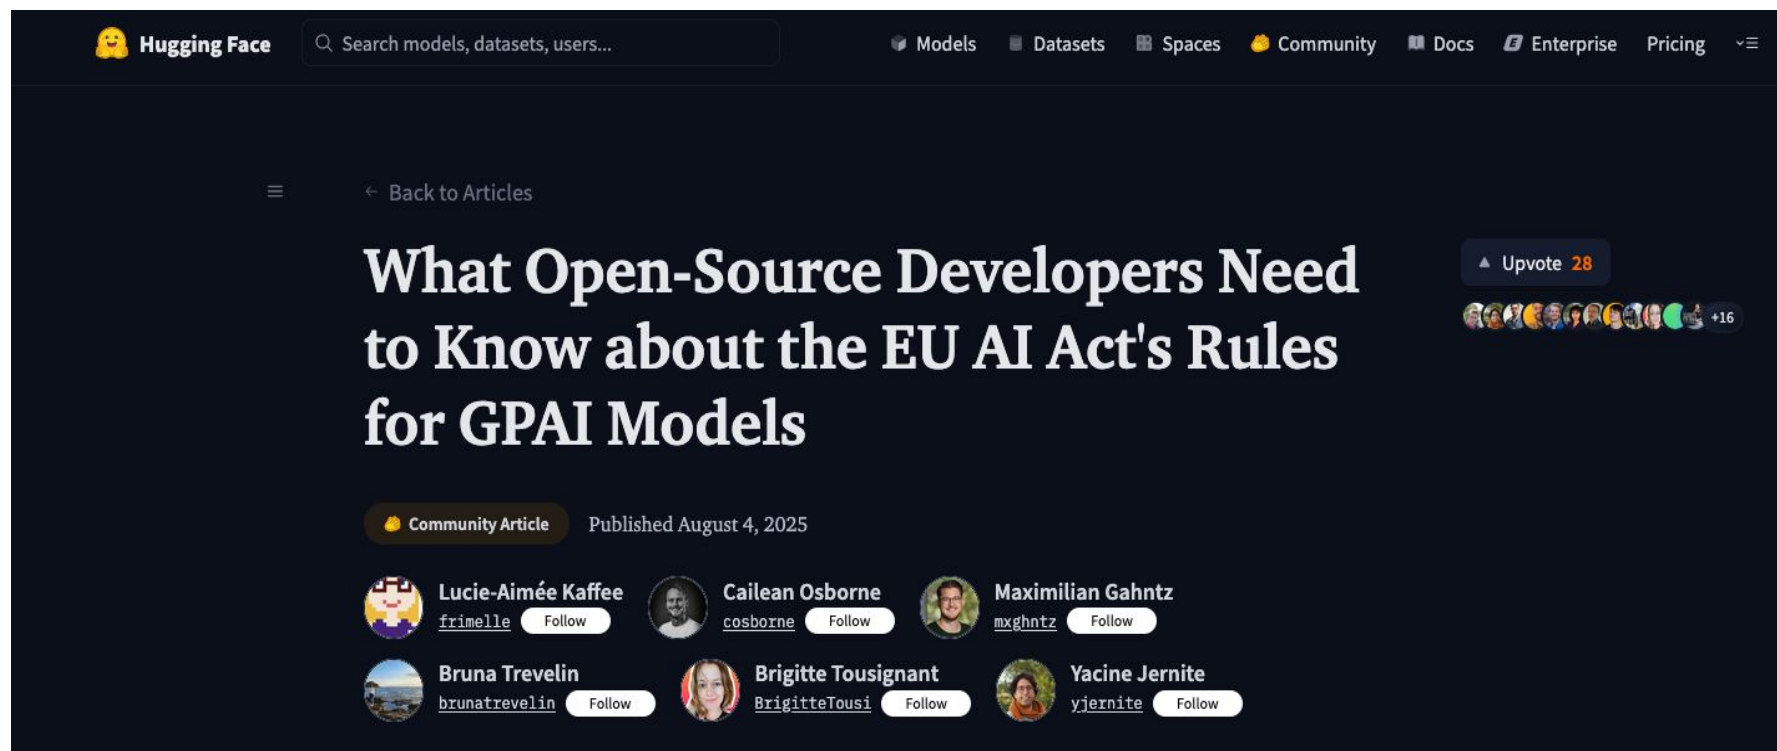 Hugging Face
Search models, datasets, users...
Models
Datasets
Spaces
Community
Docs
Enterprise
Pricing
← Back to Articles
What Open-Source Developers Need
to Know about the EU AI Act's Rules
for GPAI Models
Upvote 28
+16
Community Article
Published August 4, 2025
Lucie-Aimée Kaffee
frimelle
Follow
Cailean Osborne
cosborne
Follow
Maximilian Gahntz
mxghntz
Follow
Bruna Trevelin
brunatrevelin
Follow
Brigitte Tousignant
BrigitteTousi
Follow
Yacine Jernite
yjernite
Follow